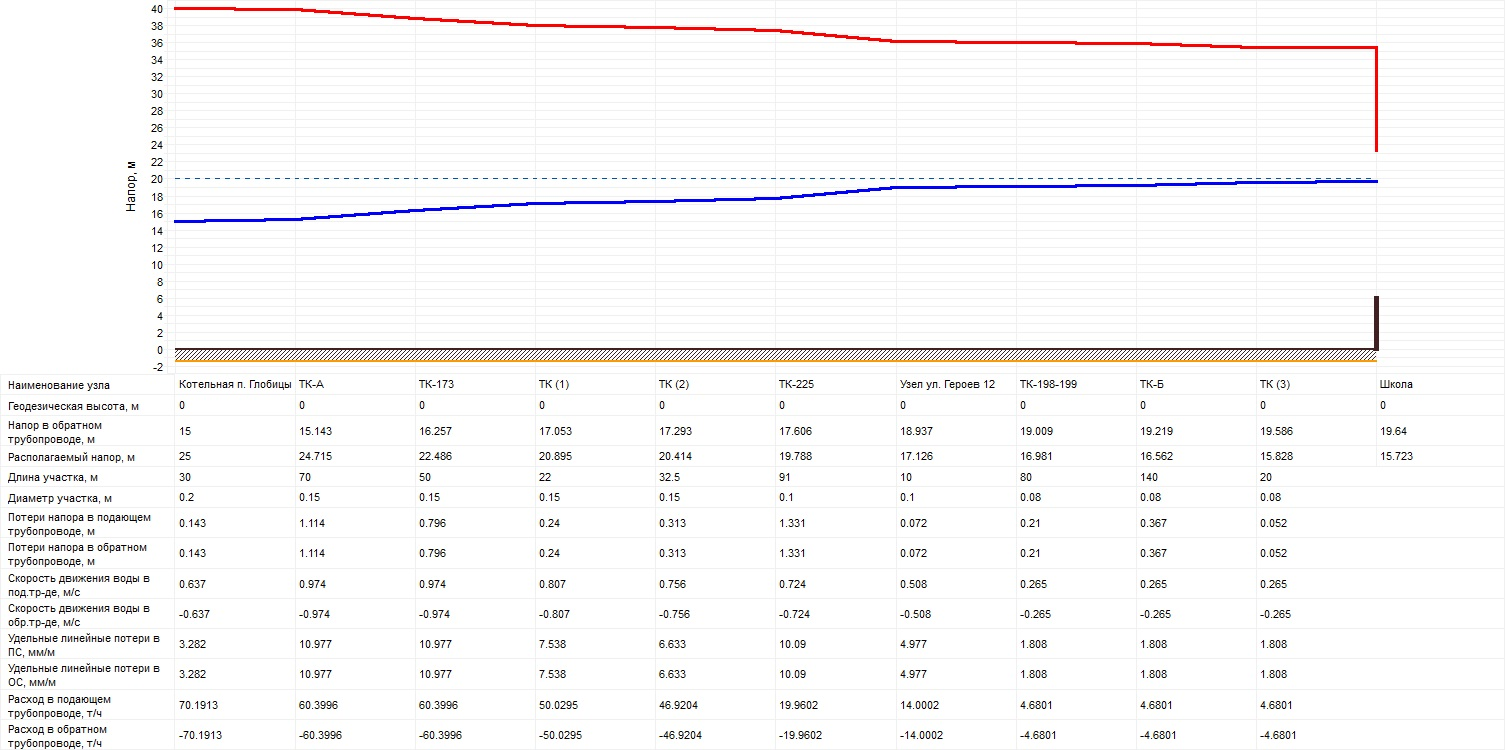 40
38
36
34
32
30
28
26
24
22
20
18
16
14
12
10
8
6
4
2
0
-2
Напор, м
Наименование узла Котельная п. Глобицы ТК-А ТК-173 ТК (1) ТК (2) ТК-225 Узел ул. Героев 12 ТК-198-199 ТК-Б ТК (3) Школа
Геодезическая высота, м 0 0 0 0 0 0 0 0 0 0 0
Напор в обратном
трубопроводе, м 15 15.143 16.257 17.053 17.293 17.606 18.937 19.009 19.219 19.586 19.64
Располагаемый напор, м 25 24.715 22.486 20.895 20.414 19.788 17.126 16.981 16.562 15.828 15.723
Длина участка, м 30 70 50 22 32.5 91 10 80 140 20
Диаметр участка, м 0.2 0.15 0.15 0.15 0.15 0.1 0.1 0.08 0.08 0.08
Потери напора в подающем
трубопроводе, м 0.143 1.114 0.796 0.24 0.313 1.331 0.072 0.21 0.367 0.052
Потери напора в обратном
трубопроводе, м 0.143 1.114 0.796 0.24 0.313 1.331 0.072 0.21 0.367 0.052
Скорость движения воды в
под.тр-де, м/с 0.637 0.974 0.974 0.807 0.756 0.724 0.508 0.265 0.265 0.265
Скорость движения воды в
обр.тр-де, м/с -0.637 -0.974 -0.974 -0.807 -0.756 -0.724 -0.508 -0.265 -0.265 -0.265
Удельные линейные потери в
ПС, мм/м 3.282 10.977 10.977 7.538 6.633 10.09 4.977 1.808 1.808 1.808
Удельные линейные потери в
ОС, мм/м 3.282 10.977 10.977 7.538 6.633 10.09 4.977 1.808 1.808 1.808
Расход в подающем
трубопроводе, т/ч 70.1913 60.3996 60.3996 50.0295 46.9204 19.9602 14.0002 4.6801 4.6801 4.6801
Расход в обратном
трубопроводе, т/ч -70.1913 -60.3996 -60.3996 -50.0295 -46.9204 -19.9602 -14.0002 -4.6801 -4.6801 -4.6801